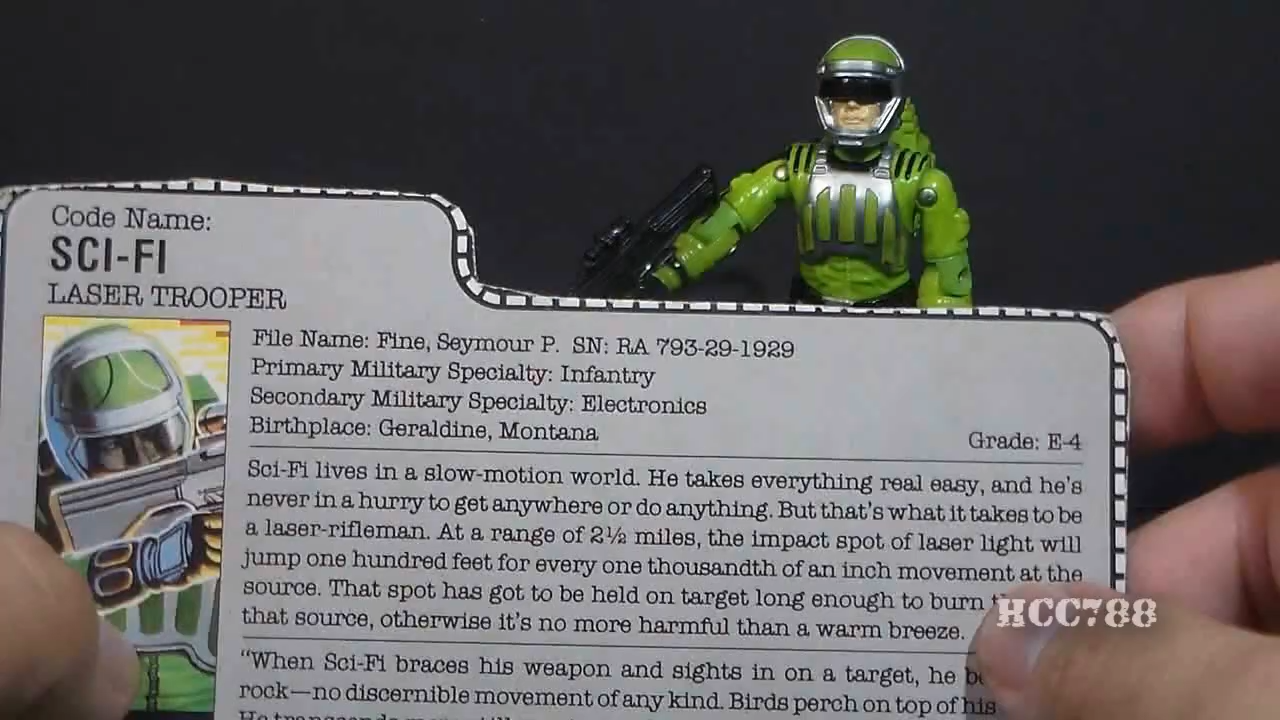 Code Name:
SCI-FI
LASER TROOPER
File Name: Fine, Seymour P. SN: RA 793-29-1929
Primary Military Specialty: Infantry
Secondary Military Specialty: Electronics
Birthplace: Geraldine, Montana
Grade: E-4
Sci-Fi lives in a slow-motion world. He takes everything real easy, and he's
never in a hurry to get anywhere or do anything. But that's what it takes to be
a laser-rifleman. At a range of 2½ miles, the impact spot of laser light will
jump one hundred feet for every one thousandth of an inch movement at the
source. That spot has got to be held on target long enough to burn
that source, otherwise it's no more harmful than a warm breeze.
HCC788
"When Sci-Fi braces his weapon and sights in on a target, he
rock—no discernible movement of any kind. Birds perch on top of his
He